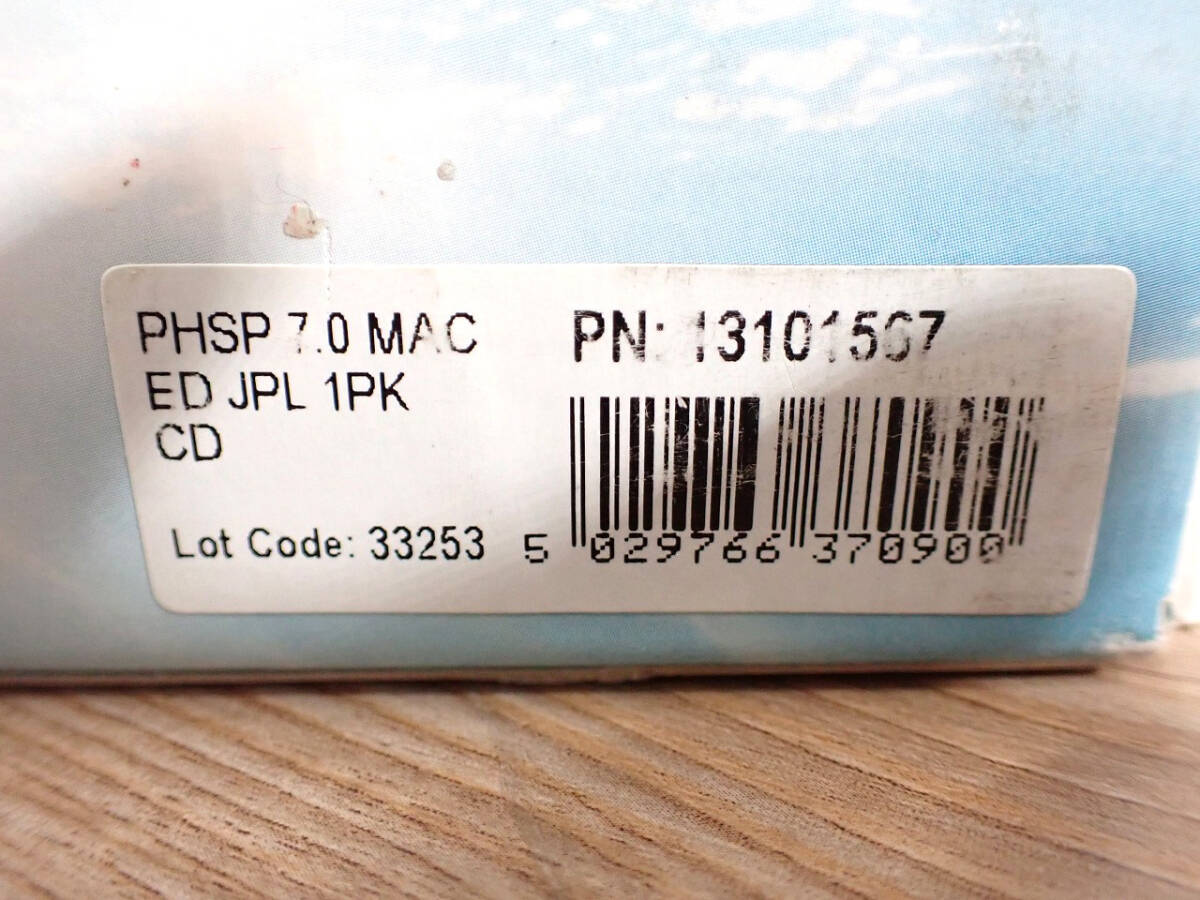 PHSP 7.0 MAC
ED JPL 1PK
CD
Lot Code: 33253
PN: 13101567
5 029766 370900